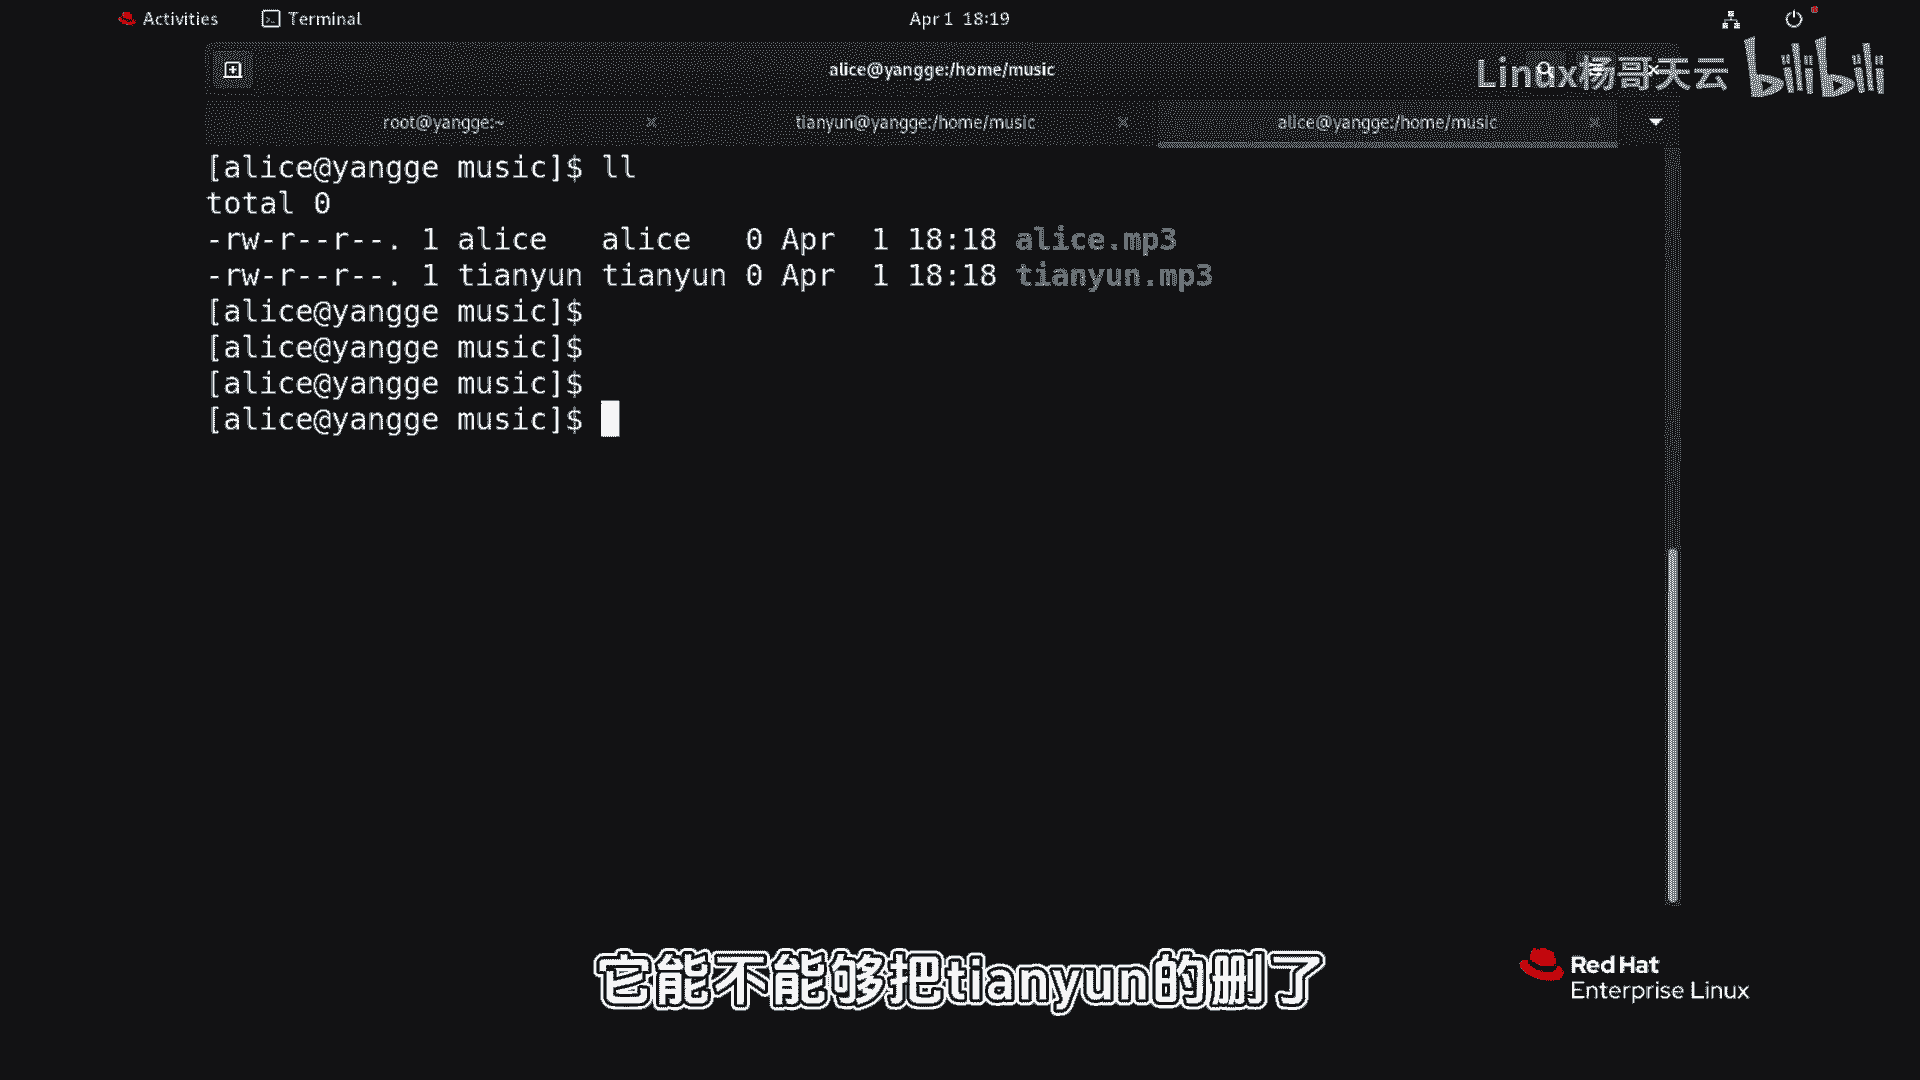 Activities Terminal Apr 1 18:19
alice@yangge:/home/music
Linux杨哥天云 bilibili
root@yangge:~ tianyun@yangge:/home/music alice@yangge:/home/music
[alice@yangge music]$ ll
total 0
-rw-r--r--. 1 alice   alice   0 Apr  1 18:18 alice.mp3
-rw-r--r--. 1 tianyun tianyun 0 Apr  1 18:18 tianyun.mp3
[alice@yangge music]$
[alice@yangge music]$
[alice@yangge music]$
[alice@yangge music]$
它能不能够把tianyun的删了
Red Hat
Enterprise Linux